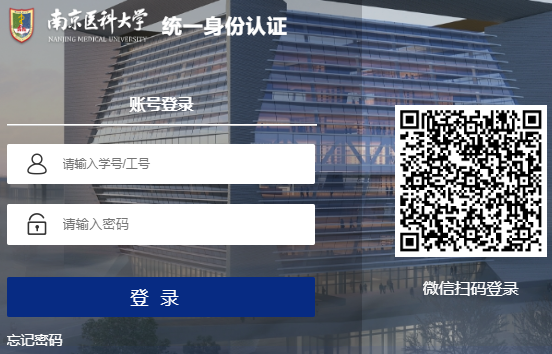 南京医科大学 统一身份认证
NANJING MEDICAL UNIVERSITY
账号登录
请输入学号/工号
请输入密码
登 录
忘记密码
微信扫码登录